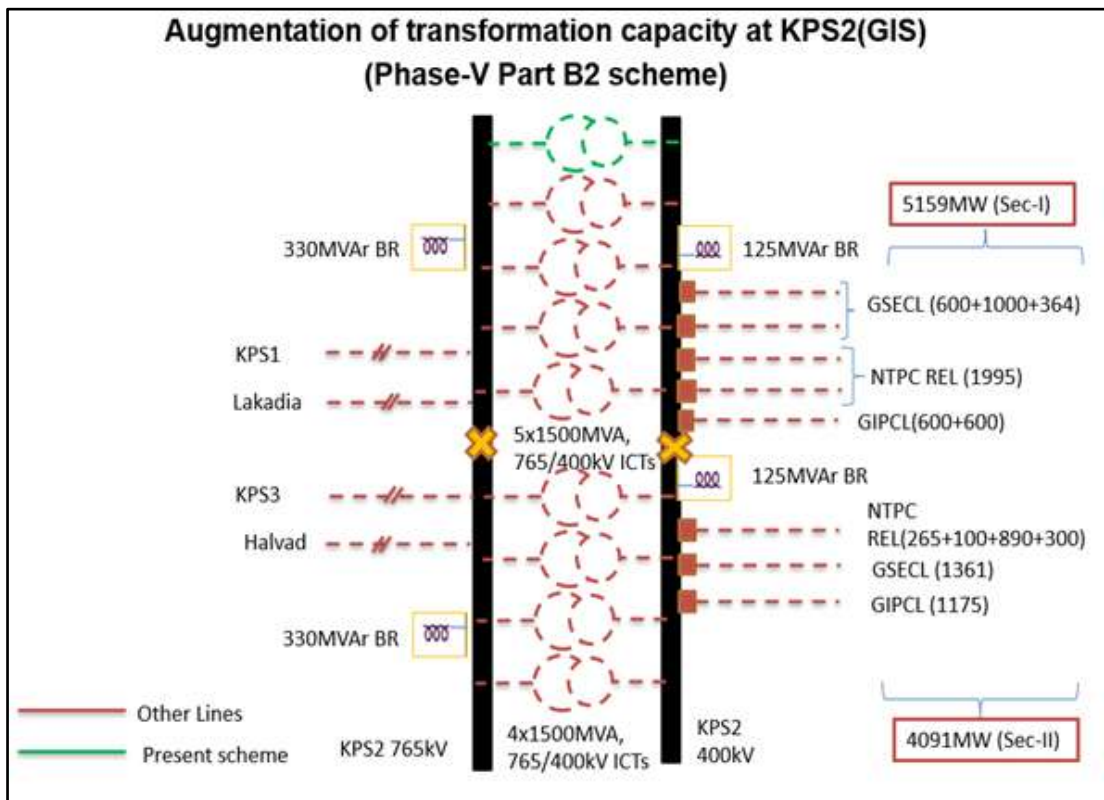 Augmentation of transformation capacity at KPS2(GIS)
(Phase-V Part B2 scheme)
5159MW (Sec-I)
330MVAr BR
125MVAr BR
GSECL (600+1000+364)
KPS1
NTPC REL (1995)
Lakadia
GIPCL(600+600)
5x1500MVA,
765/400kV ICTs
125MVAr BR
KPS3
NTPC
REL(265+100+890+300)
Halvad
GSECL (1361)
GIPCL (1175)
330MVAr BR
Other Lines
Present scheme
KPS2 765kV
4x1500MVA,
765/400kV ICTs
KPS2
400kV
4091MW (Sec-II)